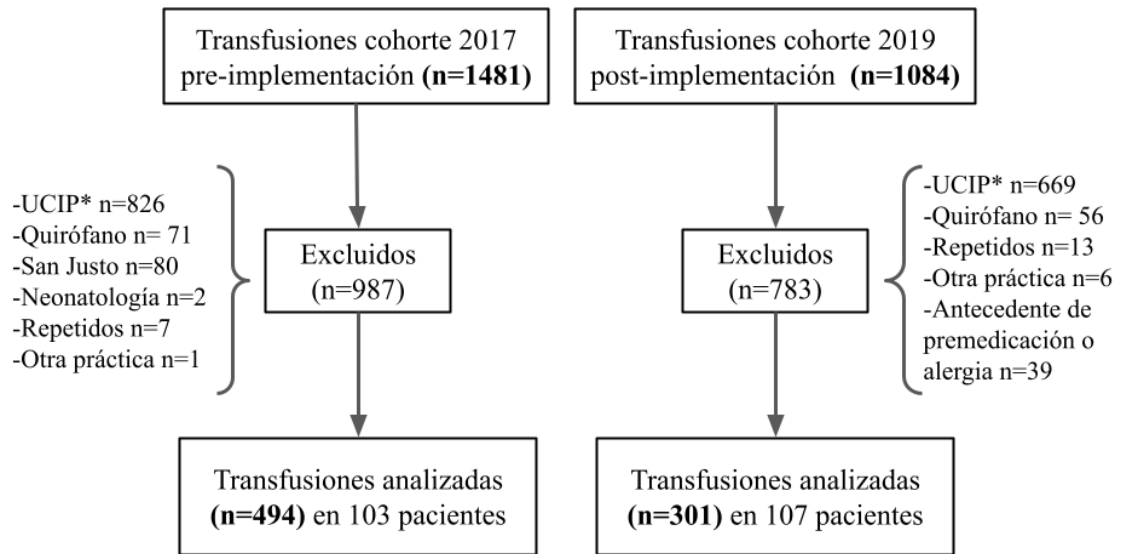 Transfusiones cohorte 2017
pre-implementación (n=1481)
Transfusiones cohorte 2019
post-implementación (n=1084)
-UCIP* n=826
-Quirófano n= 71
-San Justo n=80
-Neonatología n=2
-Repetidos n=7
-Otra práctica n=1
Excluidos
(n=987)
Excluidos
(n=783)
-UCIP* n=669
-Quirófano n= 56
-Repetidos n=13
-Otra práctica n=6
-Antecedente de
premedicación o
alergia n=39
Transfusiones analizadas
(n=494) en 103 pacientes
Transfusiones analizadas
(n=301) en 107 pacientes